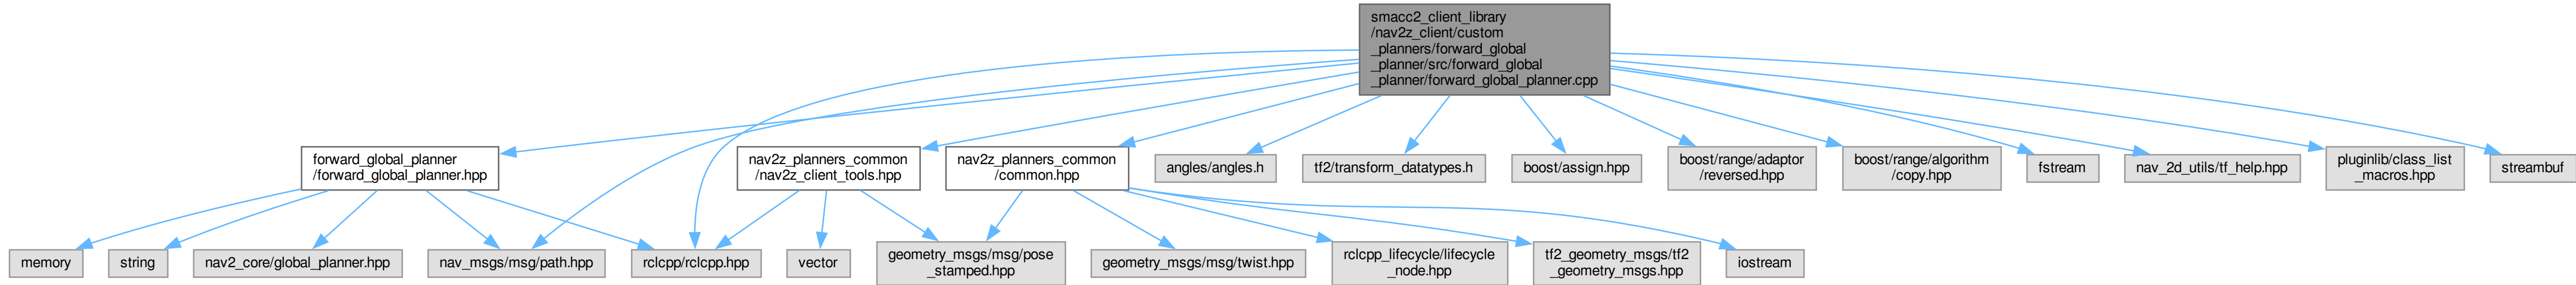 smacc2_client_library
/nav2z_client/custom
_planners/forward_global
_planner/src/forward_global
_planner/forward_global_planner.cpp
forward_global_planner
/forward_global_planner.hpp
nav2z_planners_common
/nav2z_client_tools.hpp
nav2z_planners_common
/common.hpp
angles/angles.h
tf2/transform_datatypes.h
boost/assign.hpp
boost/range/adaptor
/reversed.hpp
boost/range/algorithm
/copy.hpp
fstream
nav_2d_utils/tf_help.hpp
pluginlib/class_list
_macros.hpp
streambuf
memory
string
nav2_core/global_planner.hpp
nav_msgs/msg/path.hpp
rclcpp/rclcpp.hpp
vector
geometry_msgs/msg/pose
_stamped.hpp
geometry_msgs/msg/twist.hpp
rclcpp_lifecycle/lifecycle
_node.hpp
tf2_geometry_msgs/tf2
_geometry_msgs.hpp
iostream